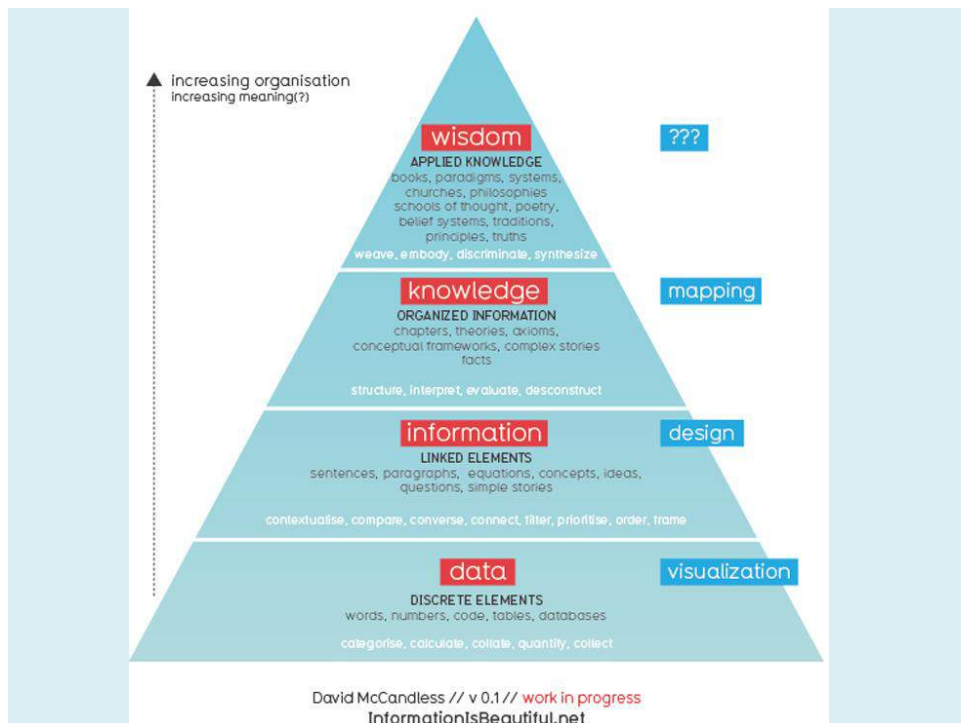 increasing organisation
increasing meaning(?)
wisdom
???
APPLIED KNOWLEDGE
books, paradigms, systems,
churches, philosophies
schools of thought, poetry,
belief systems, traditions,
principles, truths
weave, embody, discriminate, synthesize
knowledge
mapping
ORGANIZED INFORMATION
chapters, theories, axioms,
conceptual frameworks, complex stories
facts
structure, interpret, evaluate, desconstruct
information
design
LINKED ELEMENTS
sentences, paragraphs, equations, concepts, ideas,
questions, simple stories
contextualise, compare, converse, connect, filter, prioritise, order, frame
data
visualization
DISCRETE ELEMENTS
words, numbers, code, tables, databases
categorise, calculate, collate, quantify, collect
David McCandless // v 0.1 // work in progress
InformationIsBeautiful.net